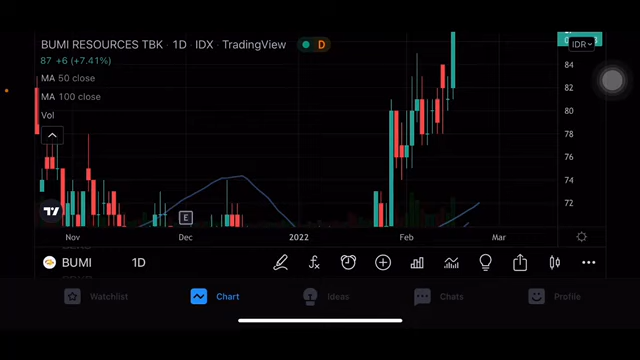 BUMI RESOURCES TBK · 1D · IDX · TradingView D
IDR
87 +6 (+7.41%)
MA 50 close
MA 100 close
Vol
84
82
80
78
76
74
72
E
Nov Dec 2022 Feb Mar
BUMI 1D
Watchlist Chart Ideas Chats Profile